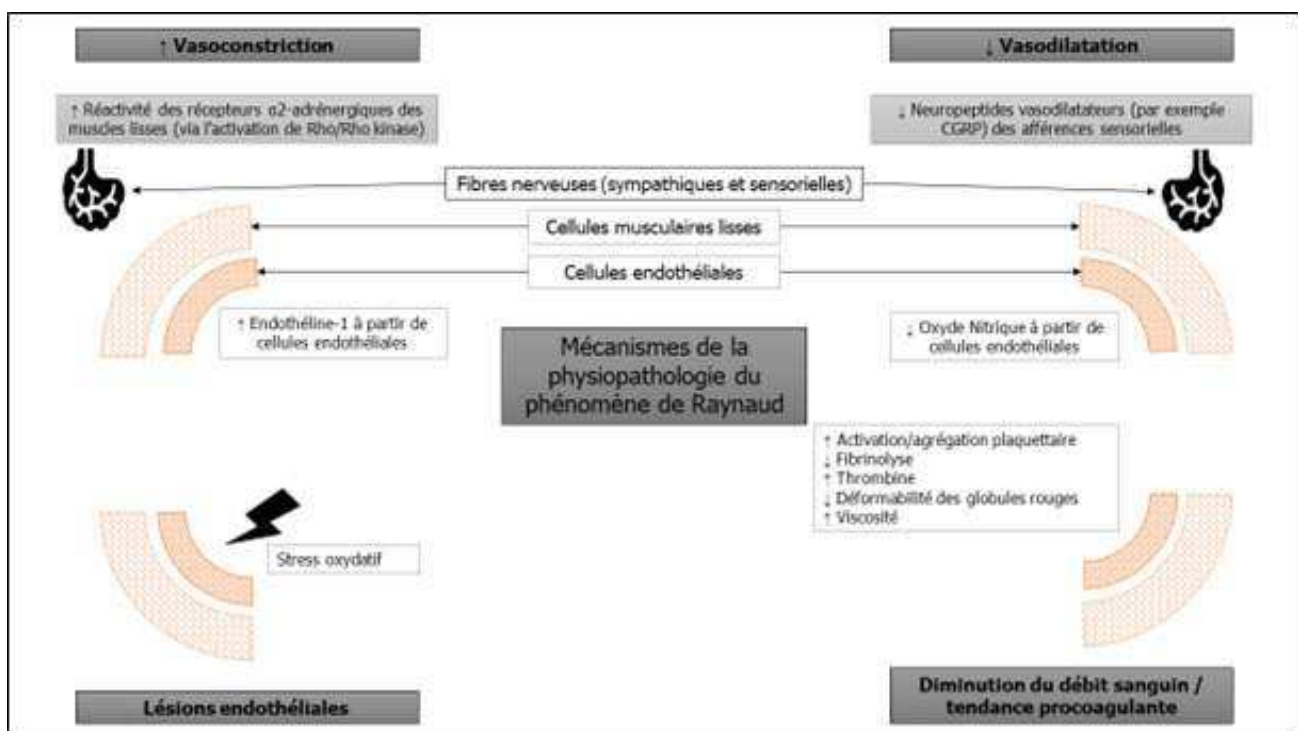 ↑ Vasoconstriction
↓ Vasodilatation
↑ Réactivité des récepteurs α2-adrénergiques des
muscles lisses (via l'activation de Rho/Rho kinase)
↓ Neuropeptides vasodilatateurs (par exemple
CGRP) des afférences sensorielles
Fibres nerveuses (sympathiques et sensorielles)
Cellules musculaires lisses
Cellules endothéliales
↑ Endothéline-1 à partir de
cellules endothéliales
↓ Oxyde Nitrique à partir de
cellules endothéliales
Mécanismes de la
physiopathologie du
phénomène de Raynaud
↑ Activation/agrégation plaquettaire
↓ Fibrinolyse
↑ Thrombine
↓ Déformabilité des globules rouges
↑ Viscosité
Stress oxydatif
Lésions endothéliales
Diminution du débit sanguin /
tendance procoagulante